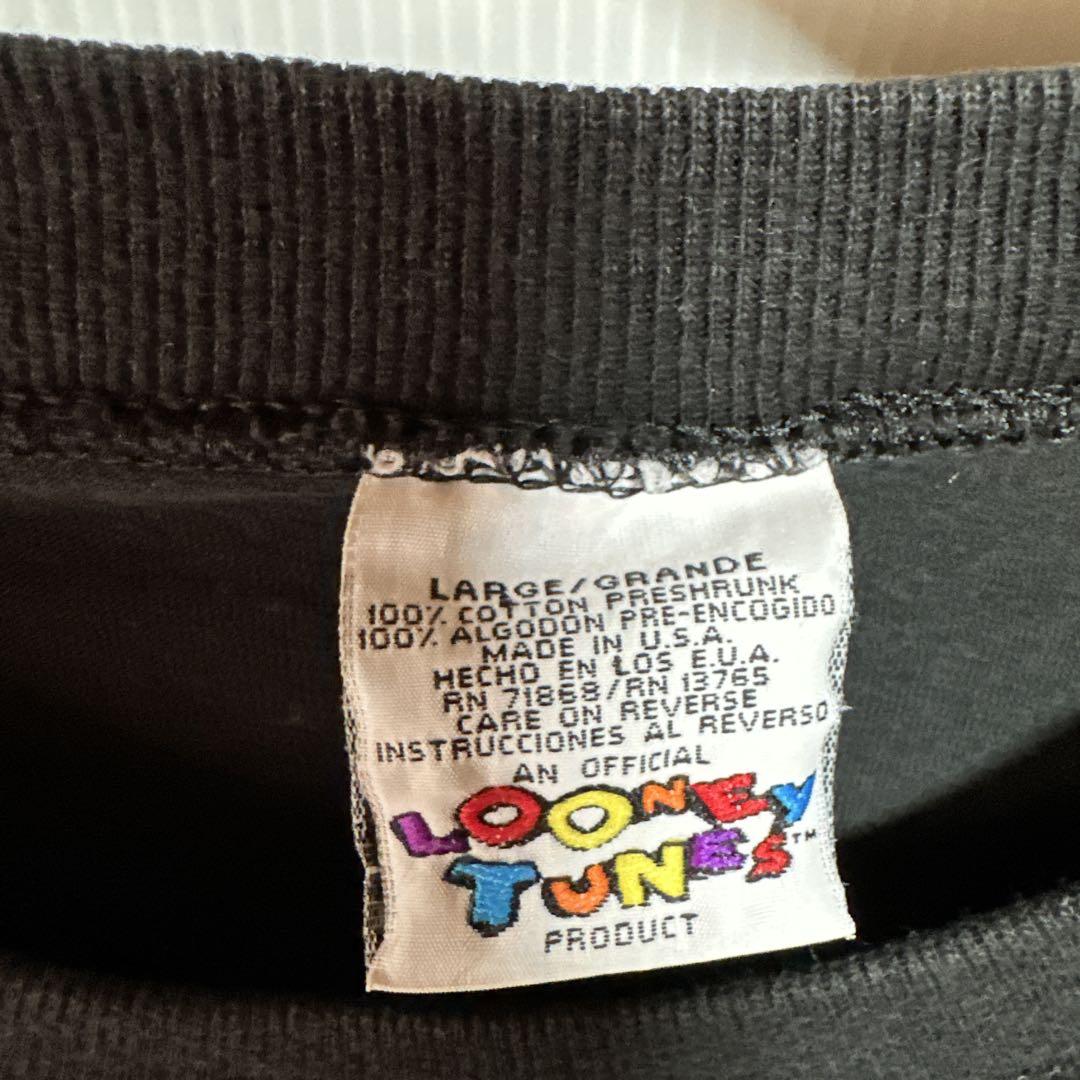 LARGE/GRANDE
100% COTTON PRESHRUNK
100% ALGODON PRE-ENCOGIDO
MADE IN U.S.A.
HECHO EN LOS E.U.A.
RN 71868/RN 13765
CARE ON REVERSE
INSTRUCCIONES AL REVERSO
AN OFFICIAL
LOONEY
TUNES™
PRODUCT